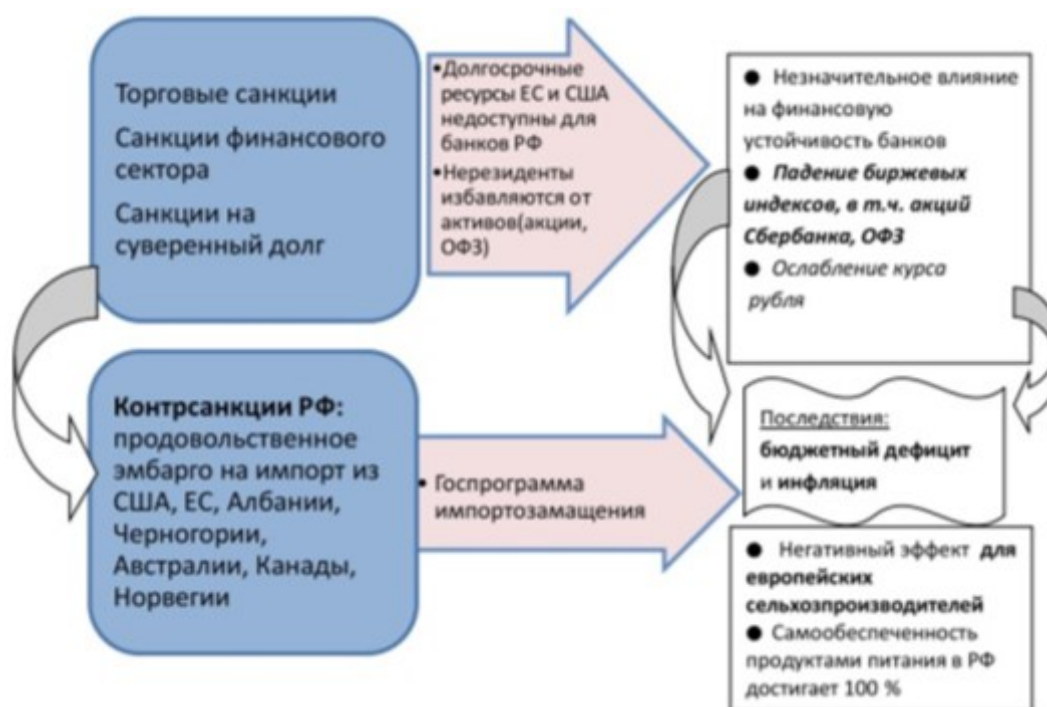 Торговые санкции
Санкции финансового
сектора
Санкции на
суверенный долг
•Долгосрочные
ресурсы ЕС и США
недоступны для
банков РФ
•Нерезиденты
избавляются от
активов(акции,
ОФЗ)
● Незначительное влияние
на финансовую
устойчивость банков
● Падение биржевых
индексов, в т.ч. акций
Сбербанка, ОФЗ
● Ослабление курса
рубля
Контрсанкции РФ:
продовольственное
эмбарго на импорт из
США, ЕС, Албании,
Черногории,
Австралии, Канады,
Норвегии
• Госпрограмма
импортозамещения
Последствия:
бюджетный дефицит
и инфляция
● Негативный эффект для
европейских
сельхозпроизводителей
● Самообеспеченность
продуктами питания в РФ
достигает 100 %